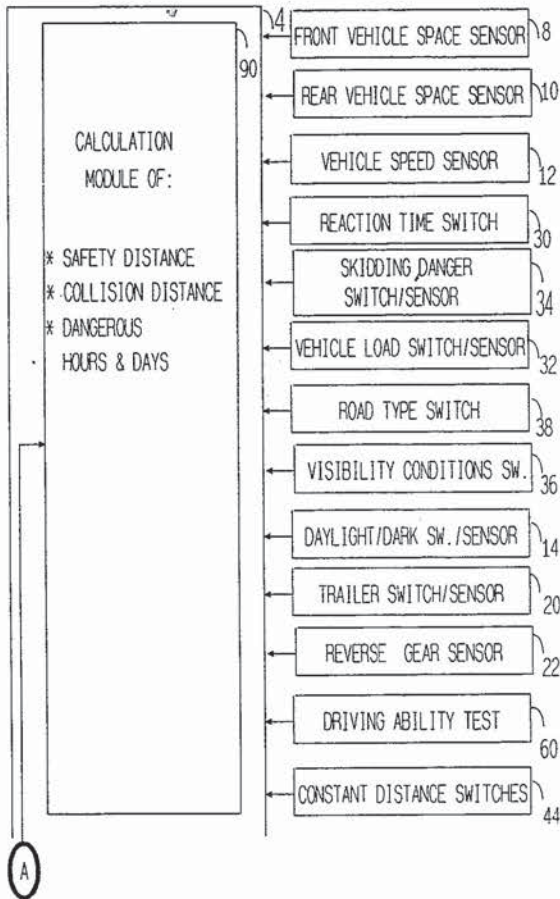 4
90
CALCULATION
MODULE OF:
* SAFETY DISTANCE
* COLLISION DISTANCE
* DANGEROUS
HOURS & DAYS
A
FRONT VEHICLE SPACE SENSOR
8
REAR VEHICLE SPACE SENSOR
10
VEHICLE SPEED SENSOR
12
REACTION TIME SWITCH
30
SKIDDING DANGER
SWITCH/SENSOR
34
VEHICLE LOAD SWITCH/SENSOR
32
ROAD TYPE SWITCH
38
VISIBILITY CONDITIONS SW.
36
DAYLIGHT/DARK SW./SENSOR
14
TRAILER SWITCH/SENSOR
20
REVERSE GEAR SENSOR
22
DRIVING ABILITY TEST
60
CONSTANT DISTANCE SWITCHES
44